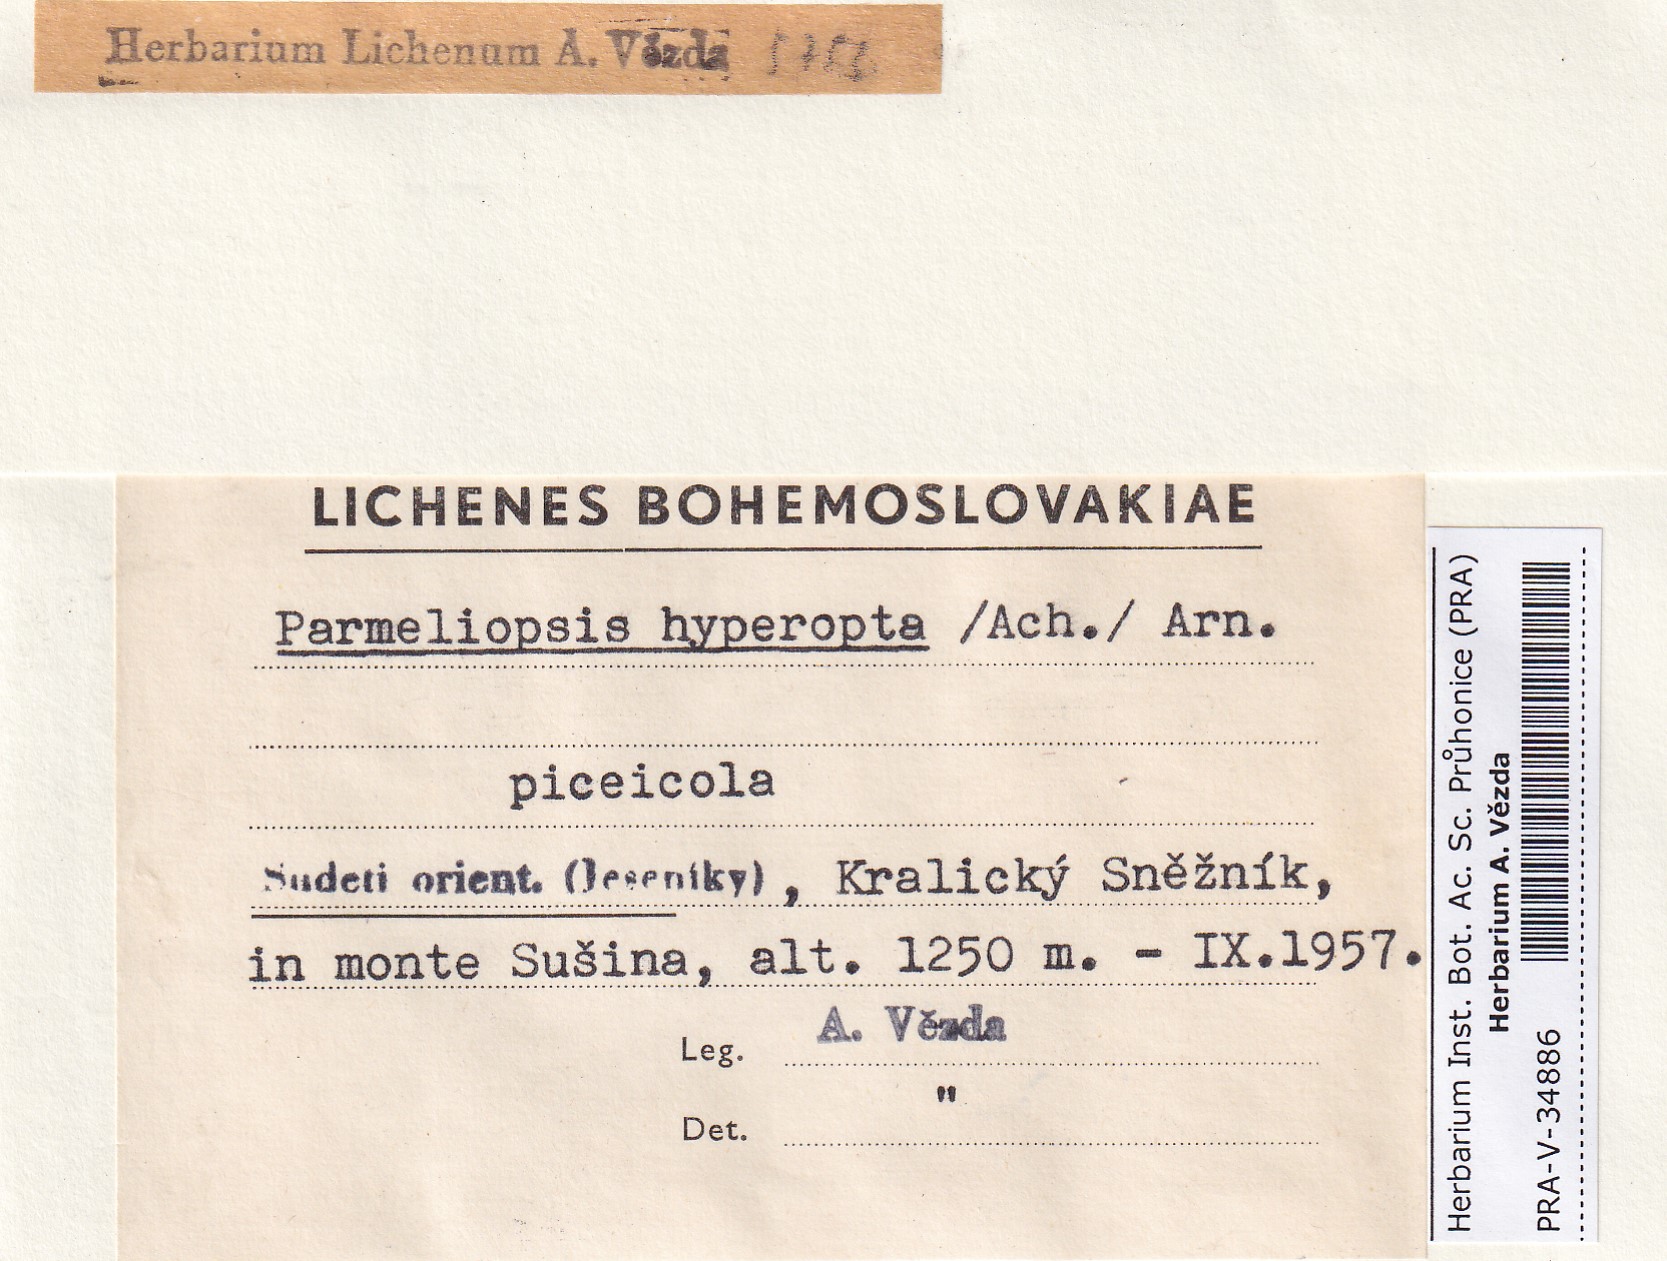 Herbarium Lichenum A. Vězda
LICHENES BOHEMOSLOVAKIAE
Parmeliopsis hyperopta /Ach./ Arn.
piceicola
Sudeti orient. (Jeseníky), Kralický Sněžník,
in monte Sušina, alt. 1250 m. - IX.1957.
Leg. A. Vězda
Det. "
Herbarium Inst. Bot. Ac. Sc. Průhonice (PRA)
Herbarium A. Vězda
PRA-V-34886